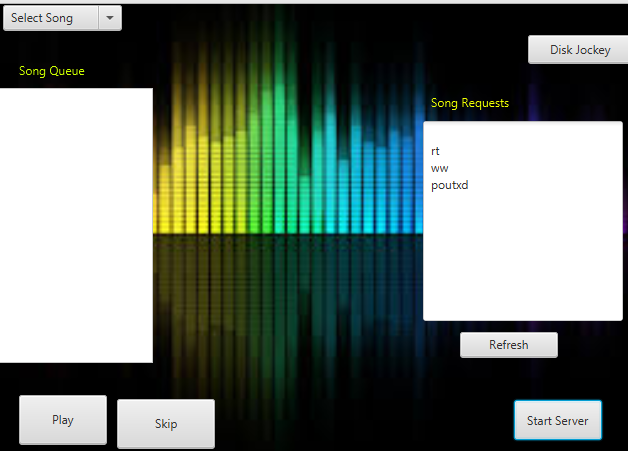 Select Song
Disk Jockey
Song Queue
Song Requests
rt
ww
poutxd
Refresh
Play
Skip
Start Server